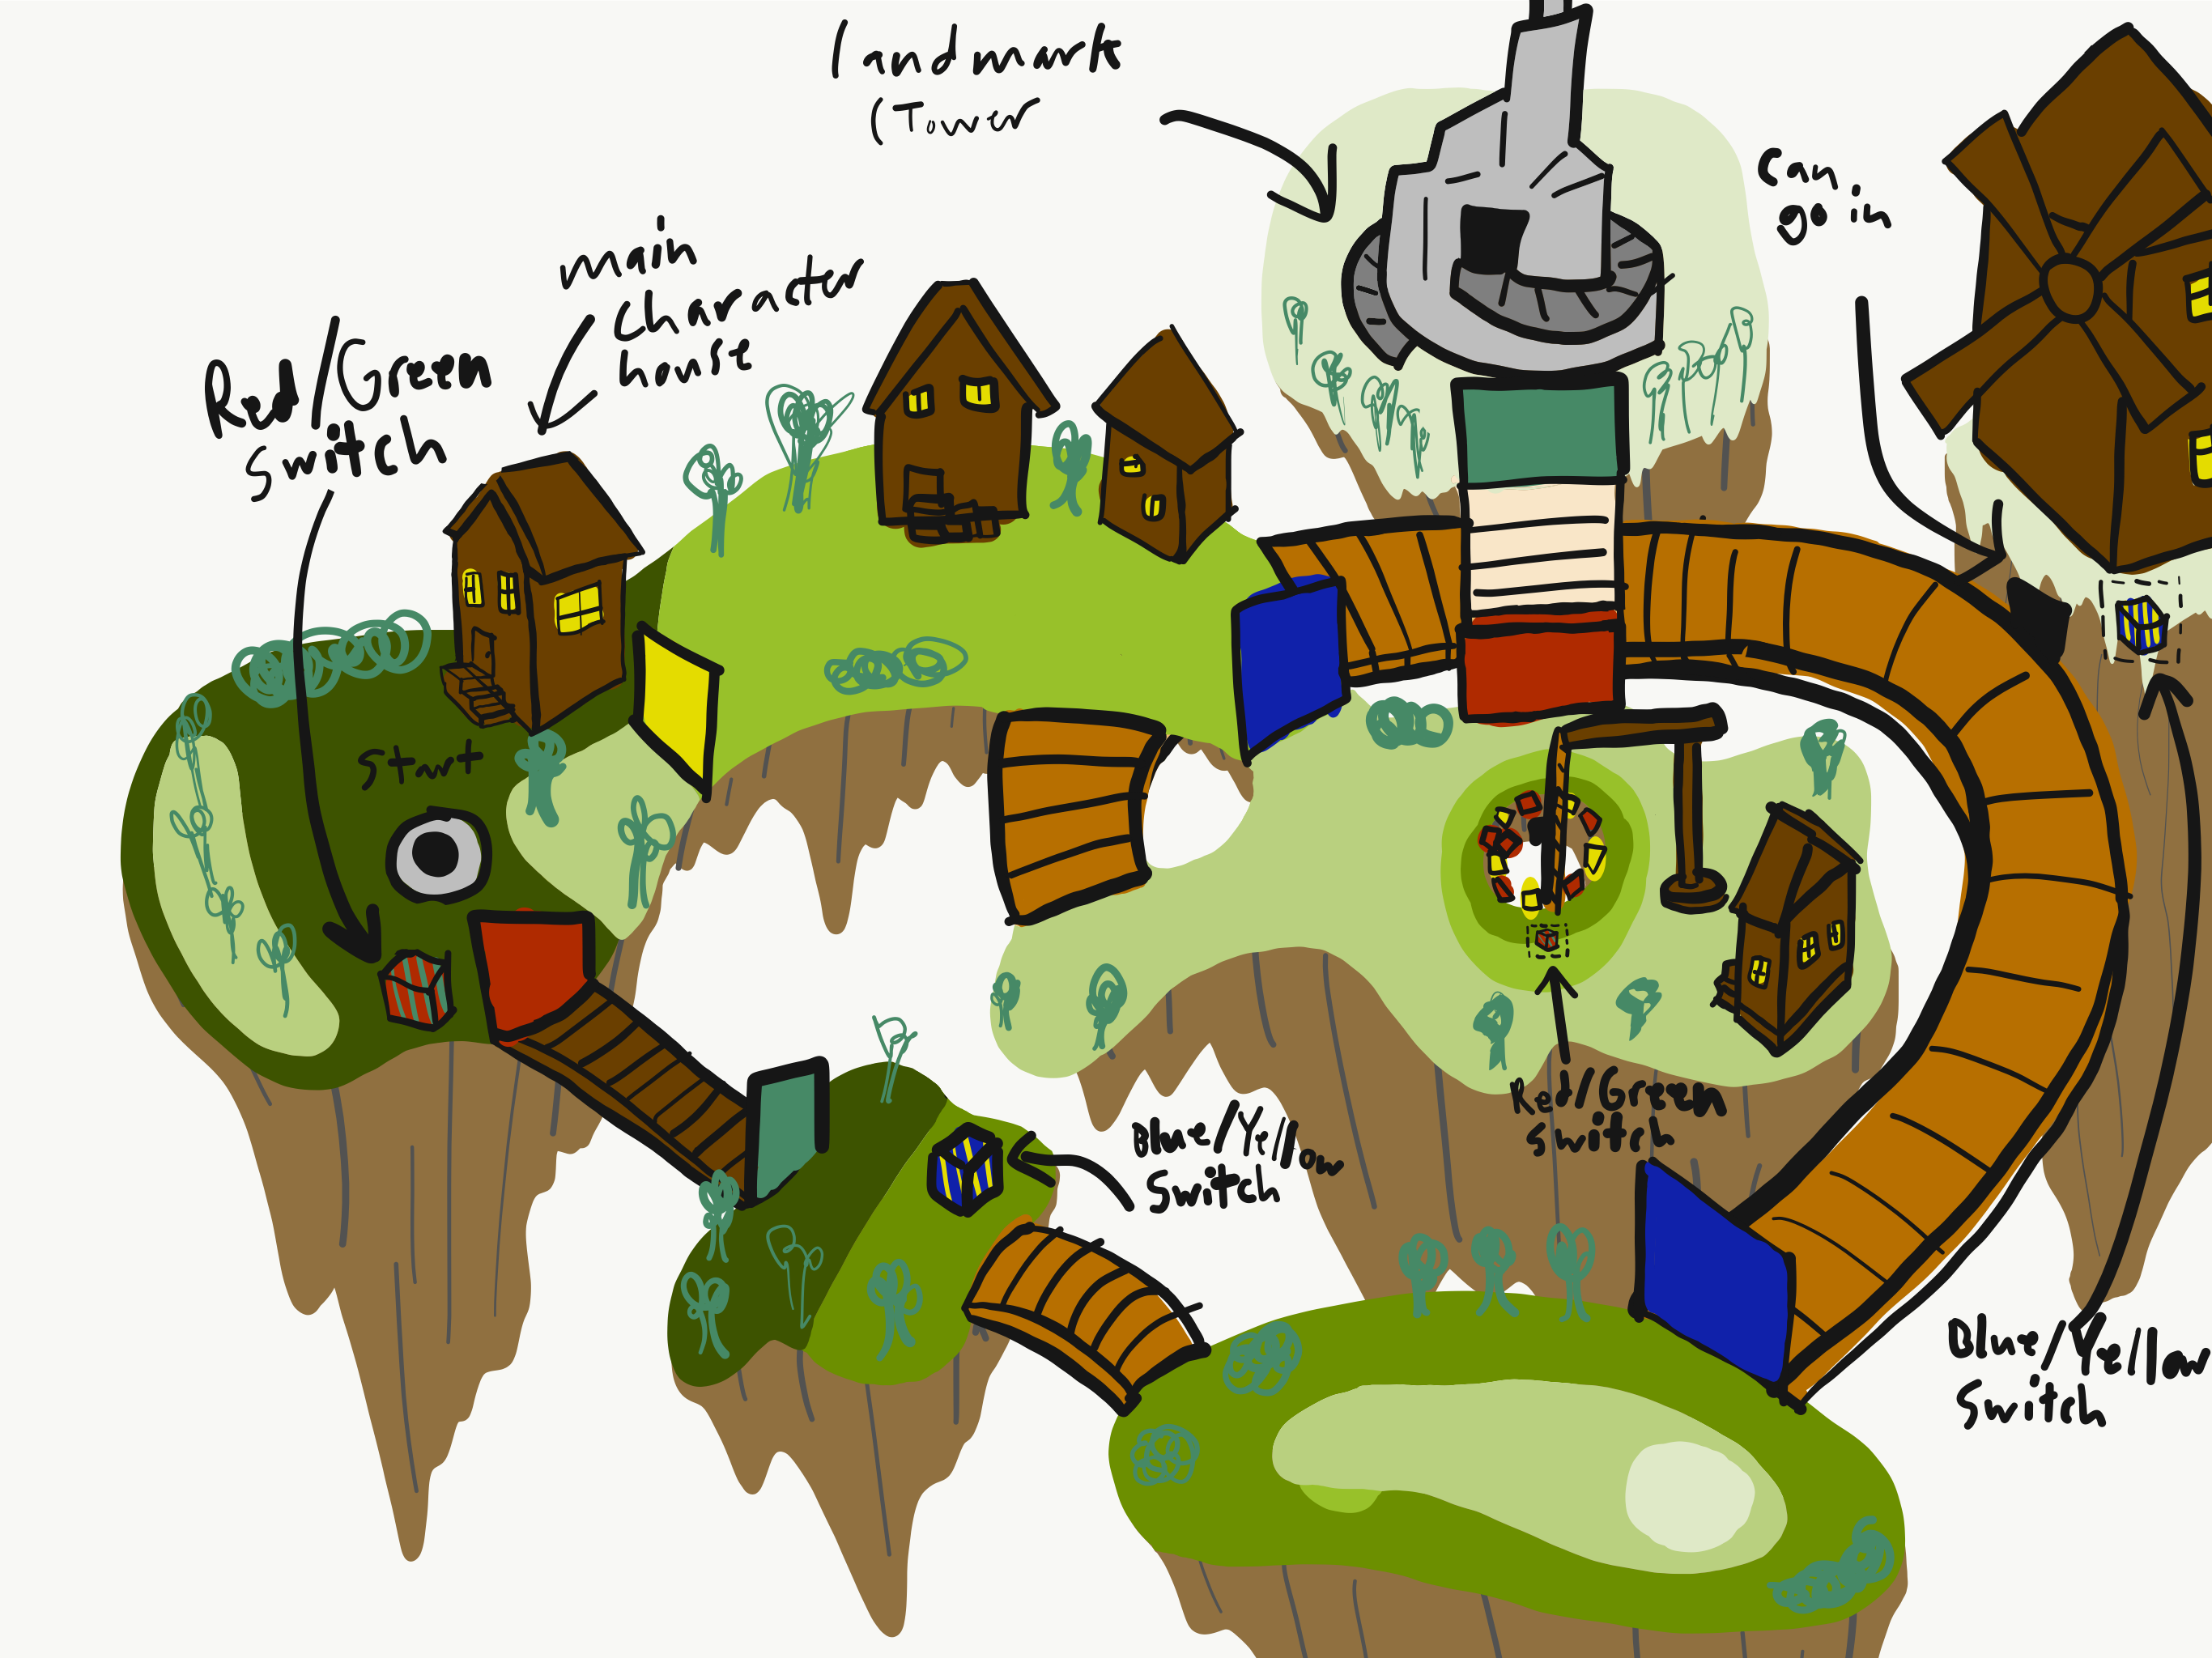 landmark
(Tower
Can
go in
main
character
house
Red/Green
Switch
Start
Blue/Yellow
Switch
Red/Green
switch
Blue/Yellow
Switch